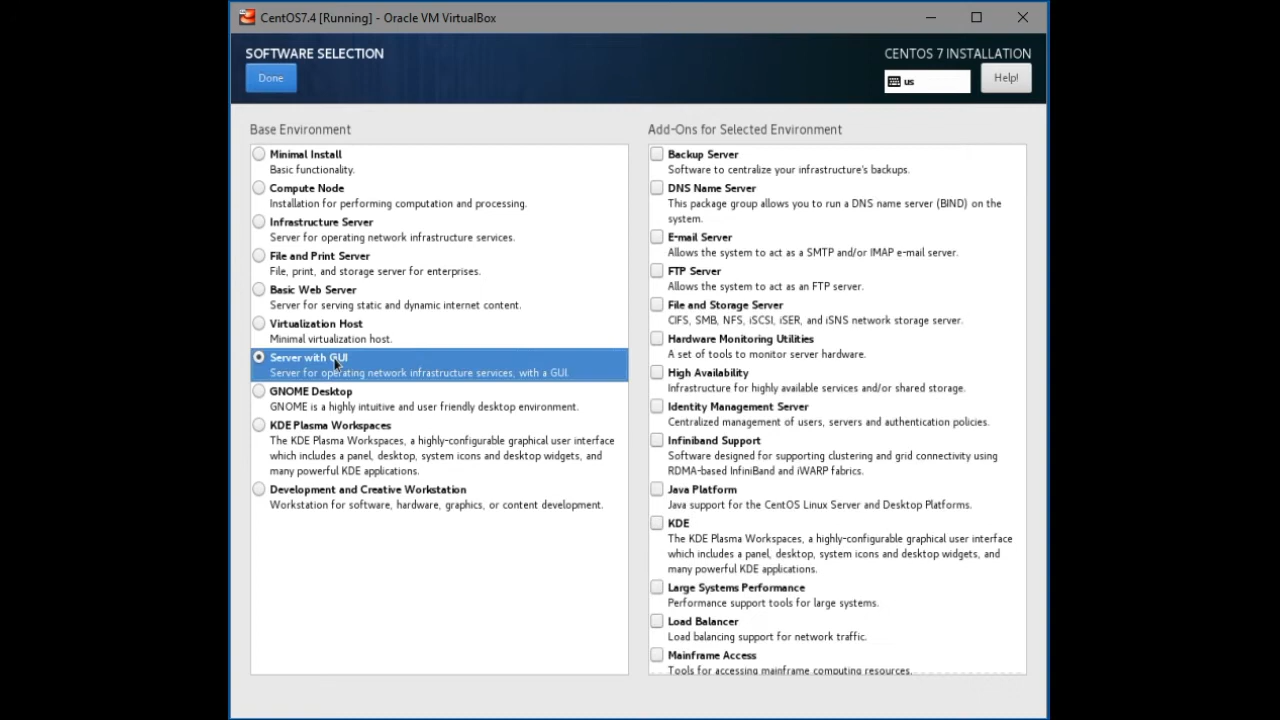 CentOS7.4 [Running] - Oracle VM VirtualBox
SOFTWARE SELECTION
CENTOS 7 INSTALLATION
Done
us
Help!
Base Environment
Minimal Install
Basic functionality.
Compute Node
Installation for performing computation and processing.
Infrastructure Server
Server for operating network infrastructure services.
File and Print Server
File, print, and storage server for enterprises.
Basic Web Server
Server for serving static and dynamic internet content.
Virtualization Host
Minimal virtualization host.
Server with GUI
Server for operating network infrastructure services, with a GUI.
GNOME Desktop
GNOME is a highly intuitive and user friendly desktop environment.
KDE Plasma Workspaces
The KDE Plasma Workspaces, a highly-configurable graphical user interface
which includes a panel, desktop, system icons and desktop widgets, and
many powerful KDE applications.
Development and Creative Workstation
Workstation for software, hardware, graphics, or content development.
Add-Ons for Selected Environment
Backup Server
Software to centralize your infrastructure's backups.
DNS Name Server
This package group allows you to run a DNS name server (BIND) on the
system.
E-mail Server
Allows the system to act as a SMTP and/or IMAP e-mail server.
FTP Server
Allows the system to act as an FTP server.
File and Storage Server
CIFS, SMB, NFS, iSCSI, iSER, and iSNS network storage server.
Hardware Monitoring Utilities
A set of tools to monitor server hardware.
High Availability
Infrastructure for highly available services and/or shared storage.
Identity Management Server
Centralized management of users, servers and authentication policies.
Infiniband Support
Software designed for supporting clustering and grid connectivity using
RDMA-based InfiniBand and iWARP fabrics.
Java Platform
Java support for the CentOS Linux Server and Desktop Platforms.
KDE
The KDE Plasma Workspaces, a highly-configurable graphical user interface
which includes a panel, desktop, system icons and desktop widgets, and
many powerful KDE applications.
Large Systems Performance
Performance support tools for large systems.
Load Balancer
Load balancing support for network traffic.
Mainframe Access
Tools for accessing mainframe computing resources.